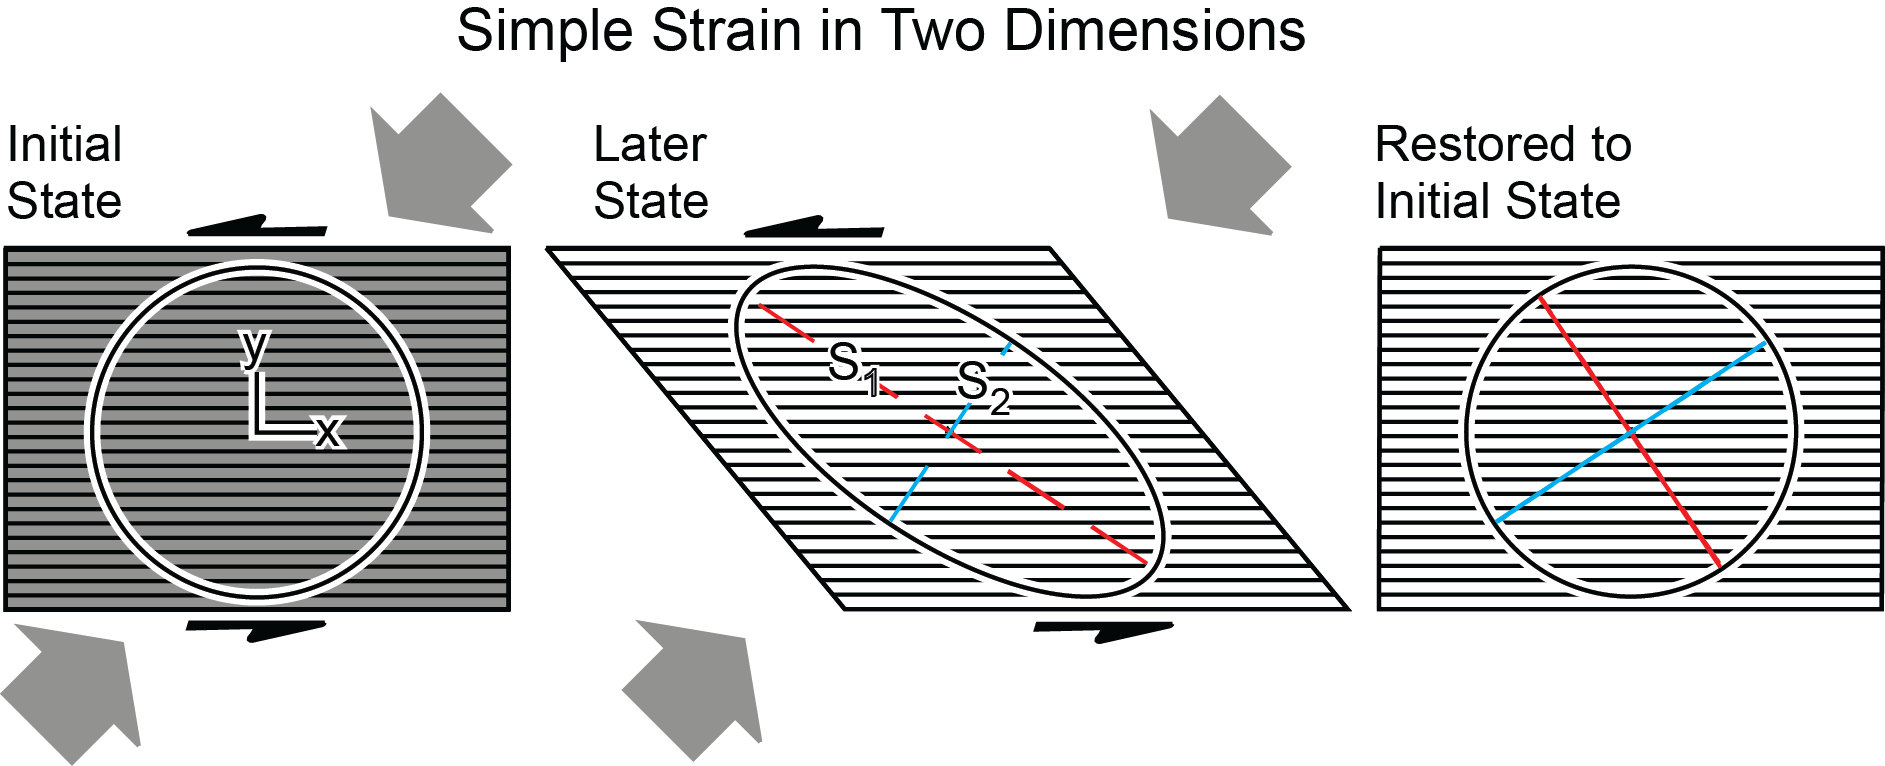 Simple Strain in Two Dimensions
Initial
State
Later
State
Restored to
Initial State
y
x
S1
S2